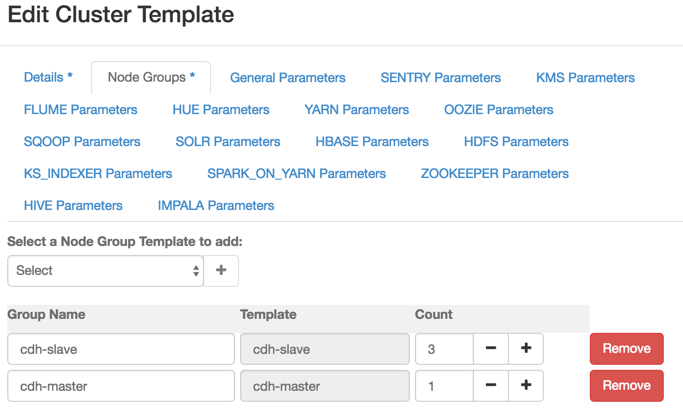 Edit Cluster Template
Details * Node Groups * General Parameters SENTRY Parameters KMS Parameters
FLUME Parameters HUE Parameters YARN Parameters OOZIE Parameters
SQOOP Parameters SOLR Parameters HBASE Parameters HDFS Parameters
KS_INDEXER Parameters SPARK_ON_YARN Parameters ZOOKEEPER Parameters
HIVE Parameters IMPALA Parameters
Select a Node Group Template to add:
Select +
Group Name Template Count
cdh-slave cdh-slave 3 - + Remove
cdh-master cdh-master 1 - + Remove